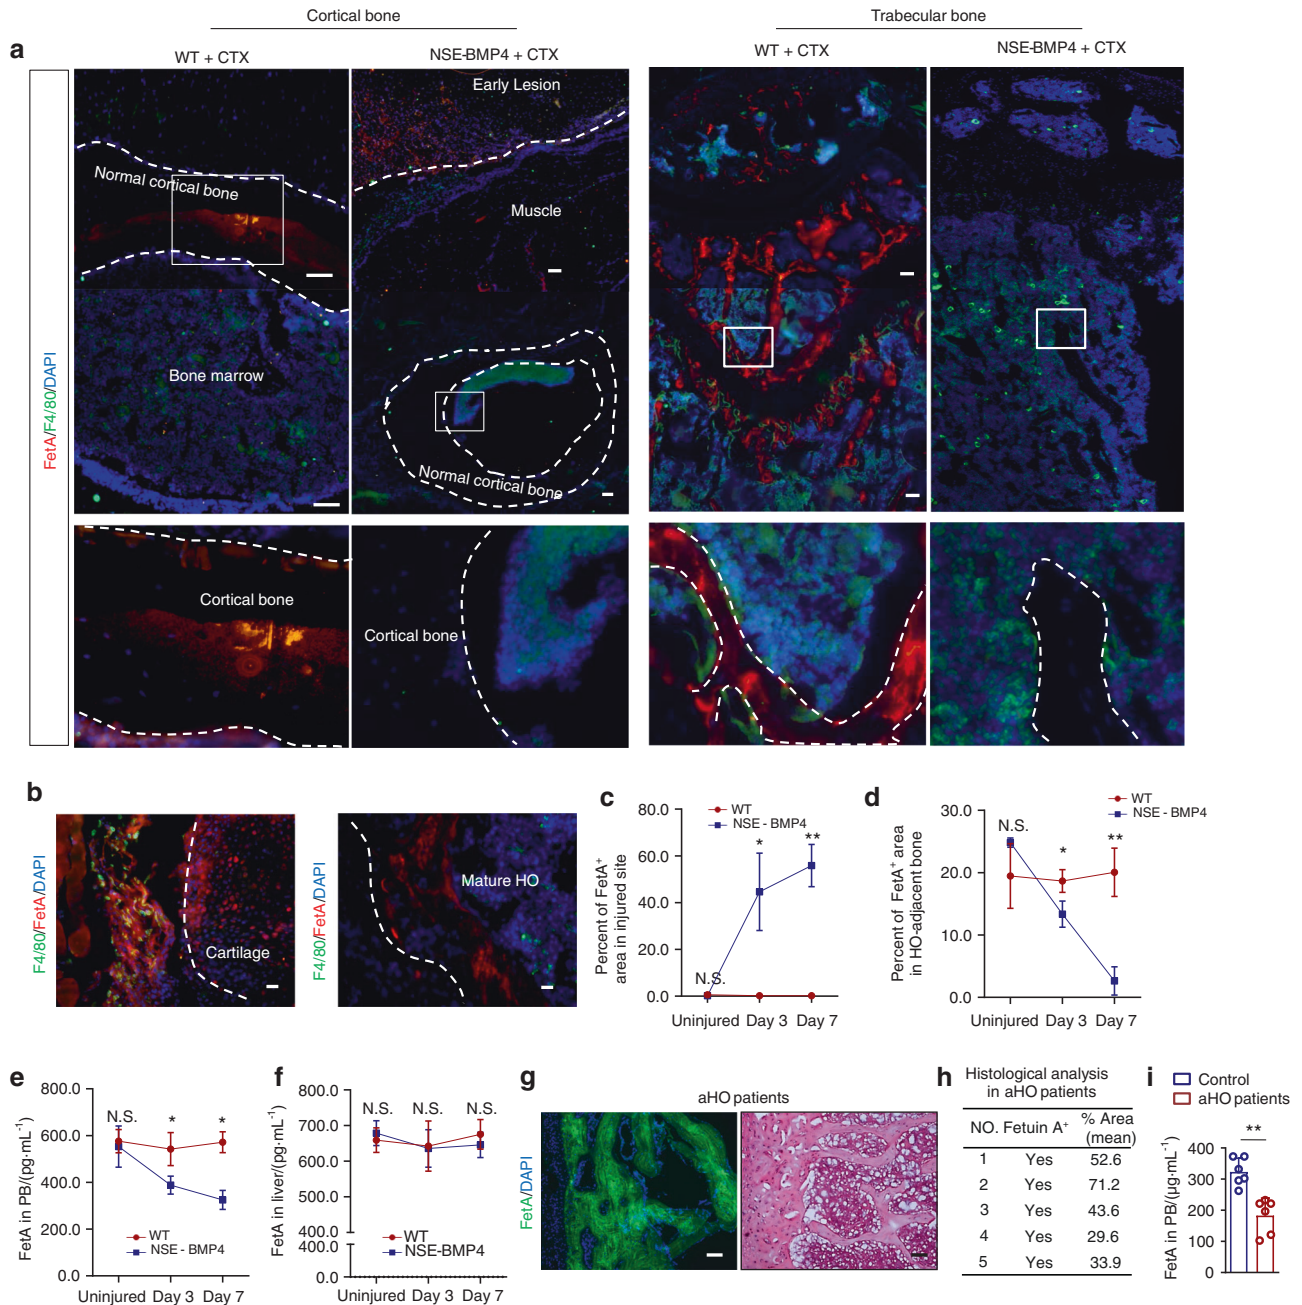 Cortical bone
Trabecular bone
a
WT + CTX
NSE-BMP4 + CTX
WT + CTX
NSE-BMP4 + CTX
FetA/F4/80/DAPI
Early Lesion
Normal cortical bone
Muscle
Bone marrow
Normal cortical bone
Cortical bone
Cortical bone
b
F4/80/FetA/DAPI
Cartilage
F4/80/FetA/DAPI
Mature HO
c
Percent of FetA⁺
area in injured site
80.0
60.0
40.0
20.0
0.0
WT
NSE - BMP4
N.S.
*
**
Uninjured Day 3 Day 7
d
Percent of FetA⁺ area
in HO-adjacent bone
30.0
20.0
10.0
0.0
WT
NSE - BMP4
N.S.
*
**
Uninjured Day 3 Day 7
e
FetA in PB/(pg·mL⁻¹)
800.0
600.0
400.0
200.0
0.0
N.S.
*
*
WT
NSE - BMP4
Uninjured Day 3 Day 7
f
FetA in liver/(pg·mL⁻¹)
800.0
700.0
600.0
500.0
400.0
400.0
0.0
N.S. N.S. N.S.
WT
NSE-BMP4
Uninjured Day 3 Day 7
g
aHO patients
FetA/DAPI
h
Histological analysis
in aHO patients
NO. Fetuin A⁺ % Area
(mean)
1 Yes 52.6
2 Yes 71.2
3 Yes 43.6
4 Yes 29.6
5 Yes 33.9
i
Control
aHO patients
FetA in PB/(µg·mL⁻¹)
**
400
300
200
100
0